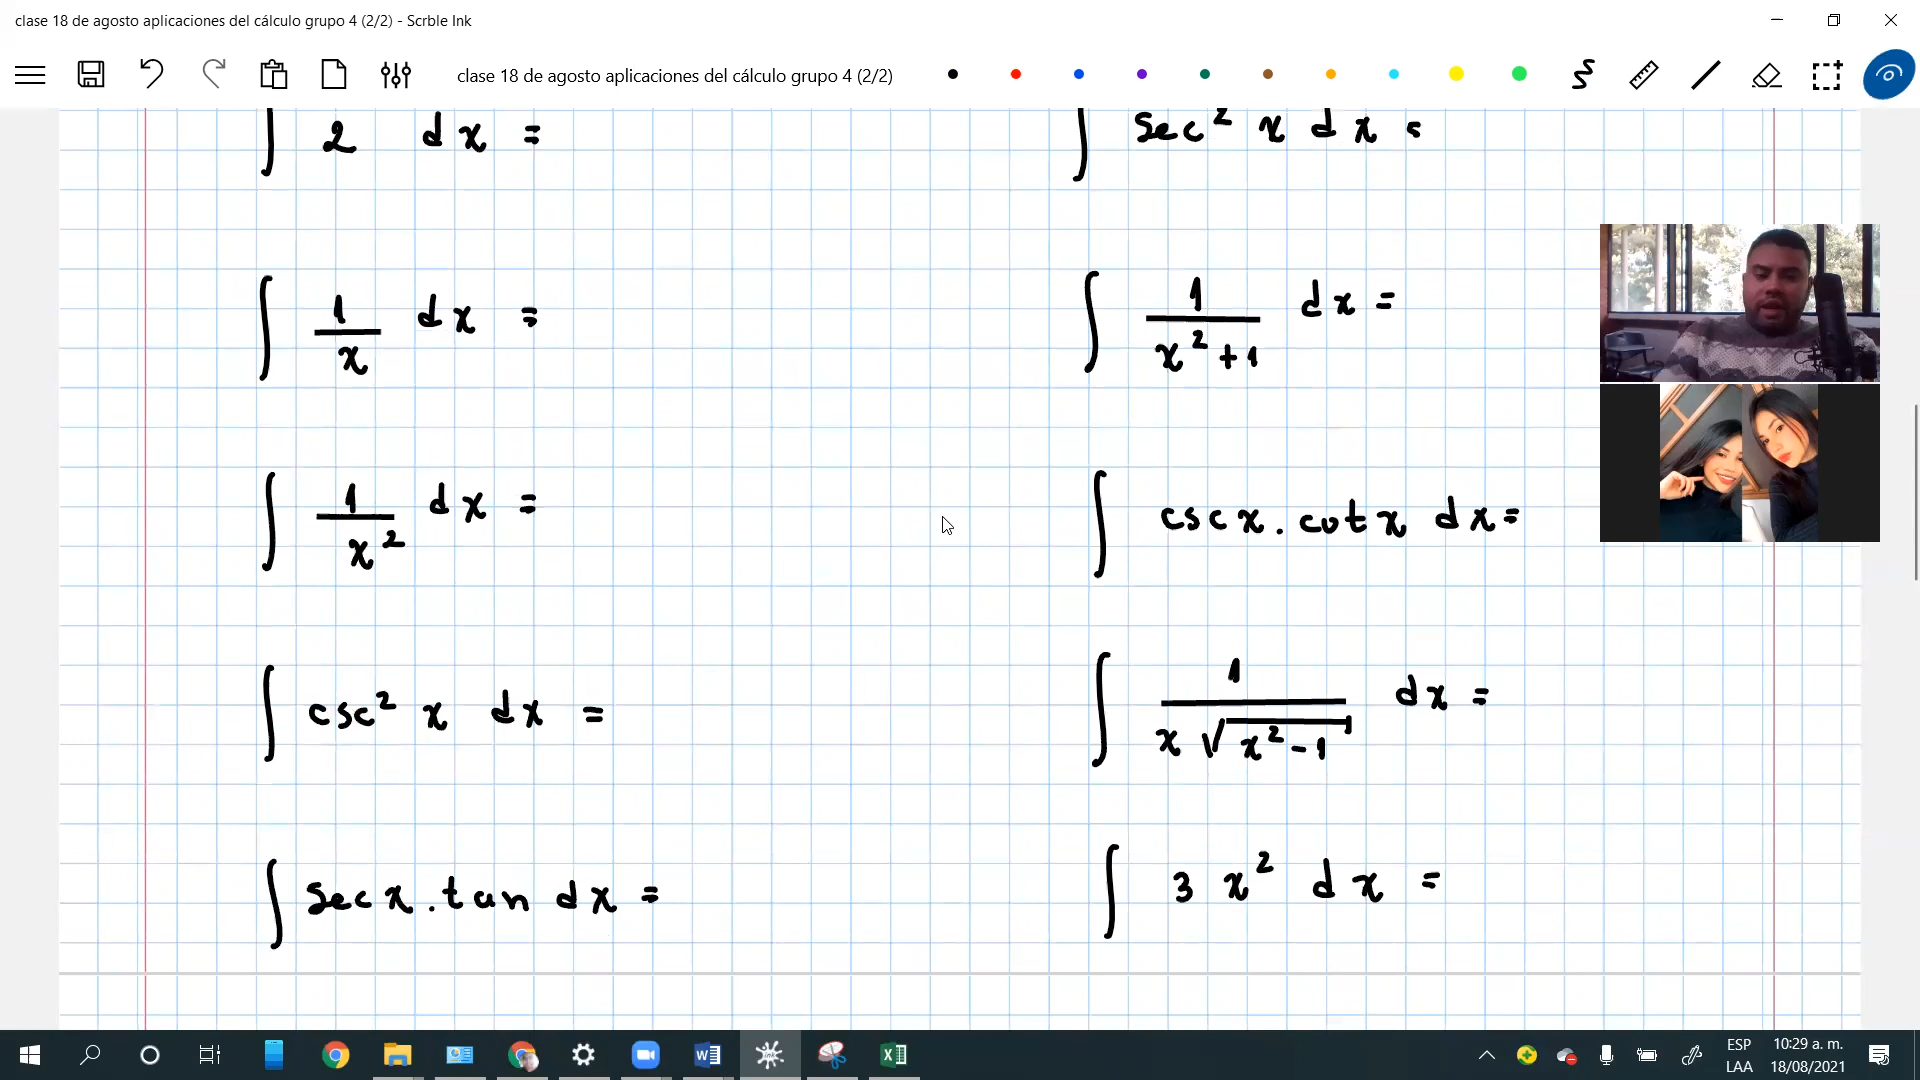 clase 18 de agosto aplicaciones del cálculo grupo 4 (2/2) - Scrble Ink
clase 18 de agosto aplicaciones del cálculo grupo 4 (2/2)
∫ 2 dx =
∫ sec² x dx =
∫ 1/x dx =
∫ 1/(x²+1) dx =
∫ 1/x² dx =
∫ csc x . cot x dx =
∫ csc² x dx =
∫ 1/(x √(x²-1)) dx =
∫ sec x . tan dx =
∫ 3 x² dx =
ESP
LAA
10:29 a. m.
18/08/2021